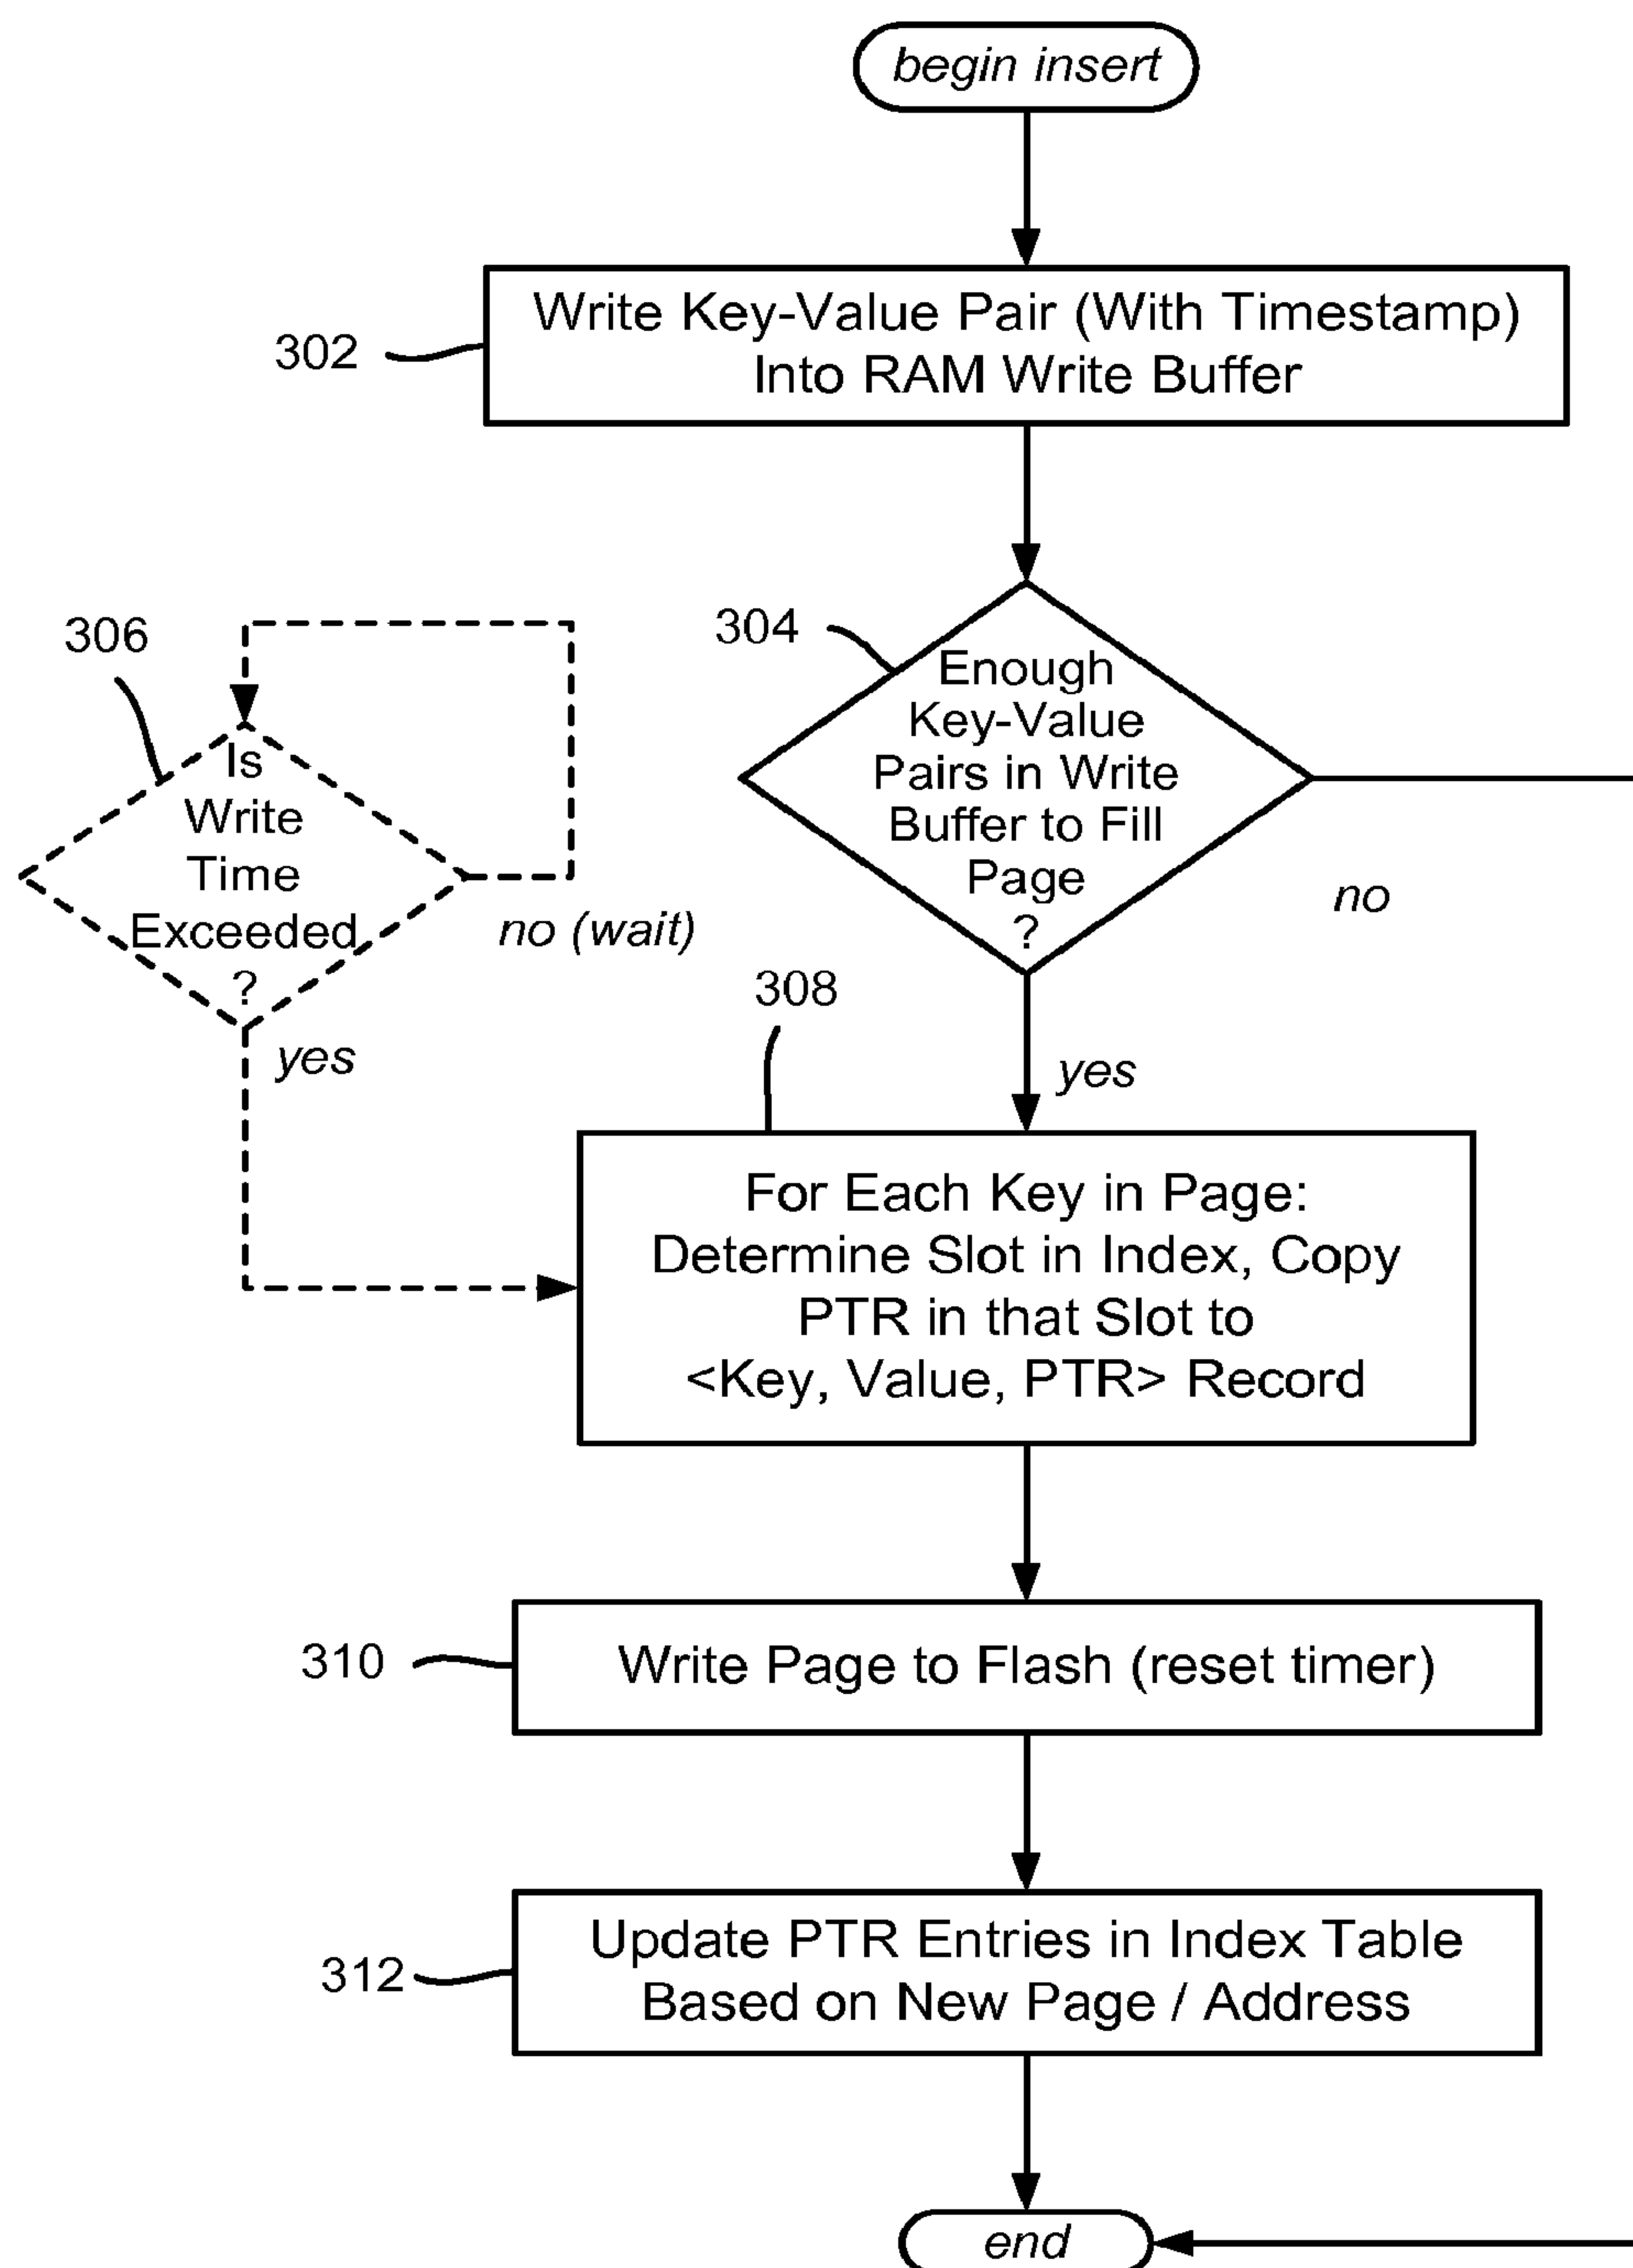 begin insert
302
Write Key-Value Pair (With Timestamp)
Into RAM Write Buffer
304
Enough
Key-Value
Pairs in Write
Buffer to Fill
Page
?
no
yes
306
Is
Write
Time
Exceeded
?
no (wait)
yes
308
For Each Key in Page:
Determine Slot in Index, Copy
PTR in that Slot to
<Key, Value, PTR> Record
310
Write Page to Flash (reset timer)
312
Update PTR Entries in Index Table
Based on New Page / Address
end